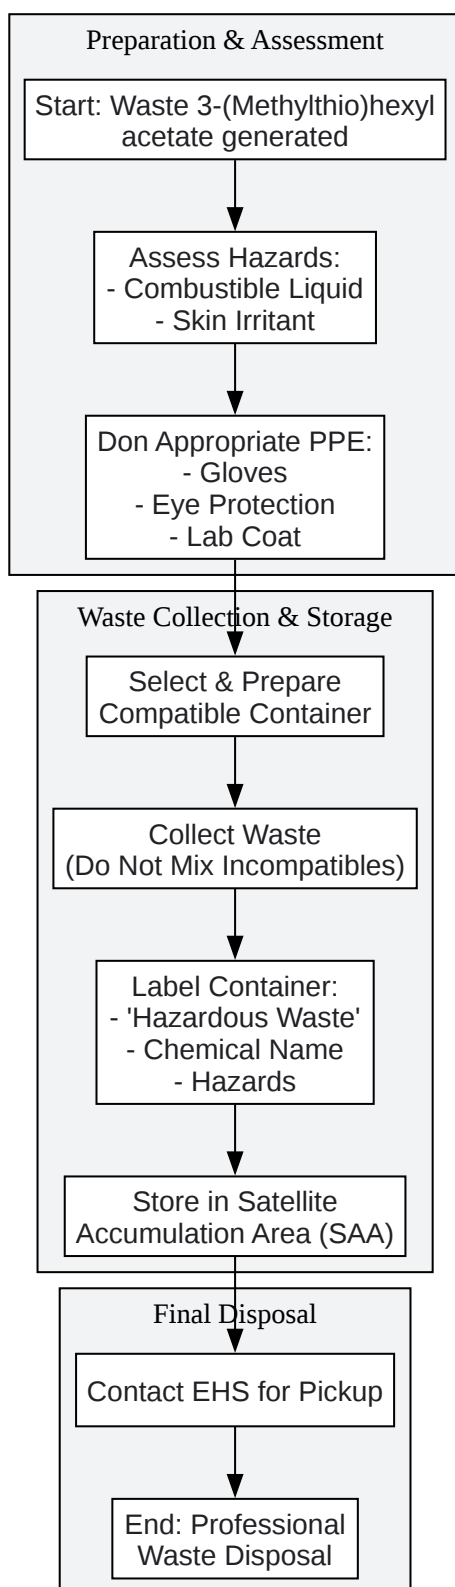 Preparation & Assessment
Start: Waste 3-(Methylthio)hexyl
acetate generated
Assess Hazards:
- Combustible Liquid
- Skin Irritant
Don Appropriate PPE:
- Gloves
- Eye Protection
- Lab Coat
Waste Collection & Storage
Select & Prepare
Compatible Container
Collect Waste
(Do Not Mix Incompatibles)
Label Container:
- 'Hazardous Waste'
- Chemical Name
- Hazards
Store in Satellite
Accumulation Area (SAA)
Final Disposal
Contact EHS for Pickup
End: Professional
Waste Disposal